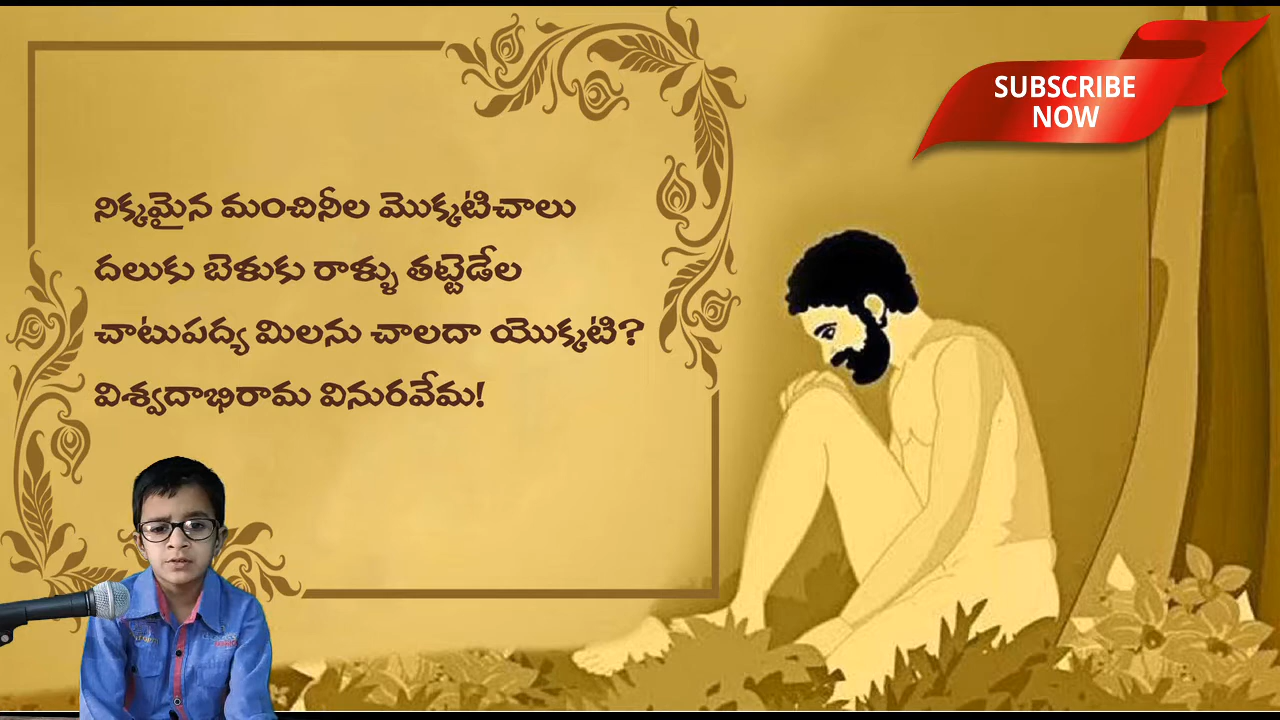 నిక్కమైన మంచినీల మొక్కటిచాలు
దలుకు బెళుకు రాళ్ళు తట్టెడేల
చాటుపద్య మిలను చాలదా యొక్కటి?
విశ్వదాభిరామ వినురవేమ!
SUBSCRIBE
NOW